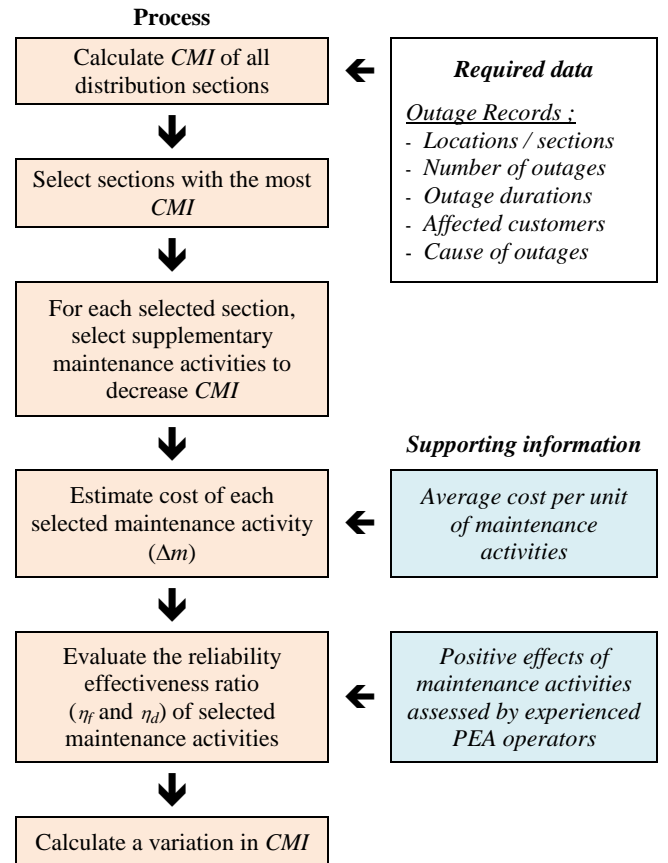 Process
Calculate CMI of all
distribution sections
Required data
Outage Records ;
- Locations / sections
- Number of outages
- Outage durations
- Affected customers
- Cause of outages
Select sections with the most
CMI
For each selected section,
select supplementary
maintenance activities to
decrease CMI
Supporting information
Estimate cost of each
selected maintenance activity
(Δm)
Average cost per unit
of maintenance
activities
Evaluate the reliability
effectiveness ratio
(ηf and ηd) of selected
maintenance activities
Positive effects of
maintenance activities
assessed by experienced
PEA operators
Calculate a variation in CMI